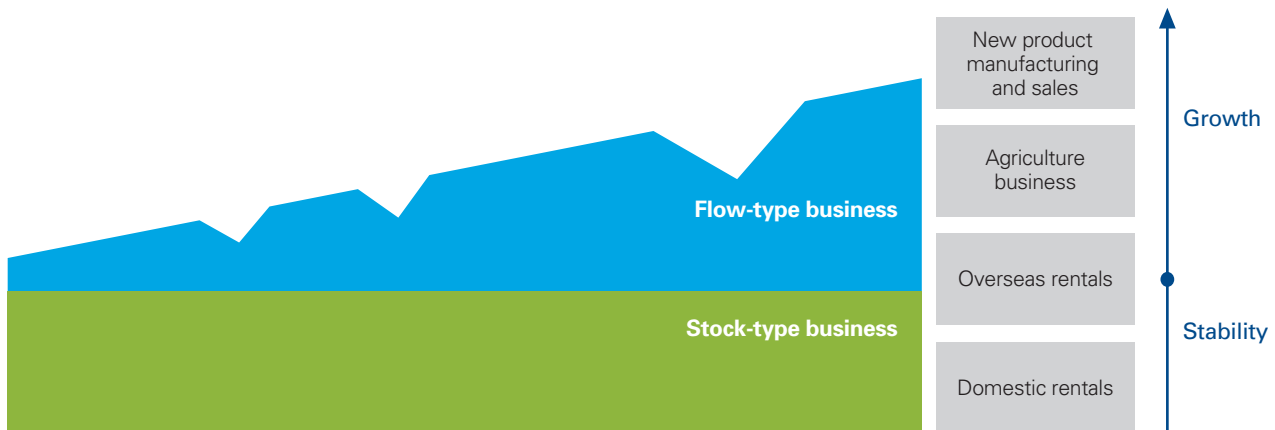 New product
manufacturing
and sales
Growth
Agriculture
business
Flow-type business
Overseas rentals
Stock-type business
Stability
Domestic rentals